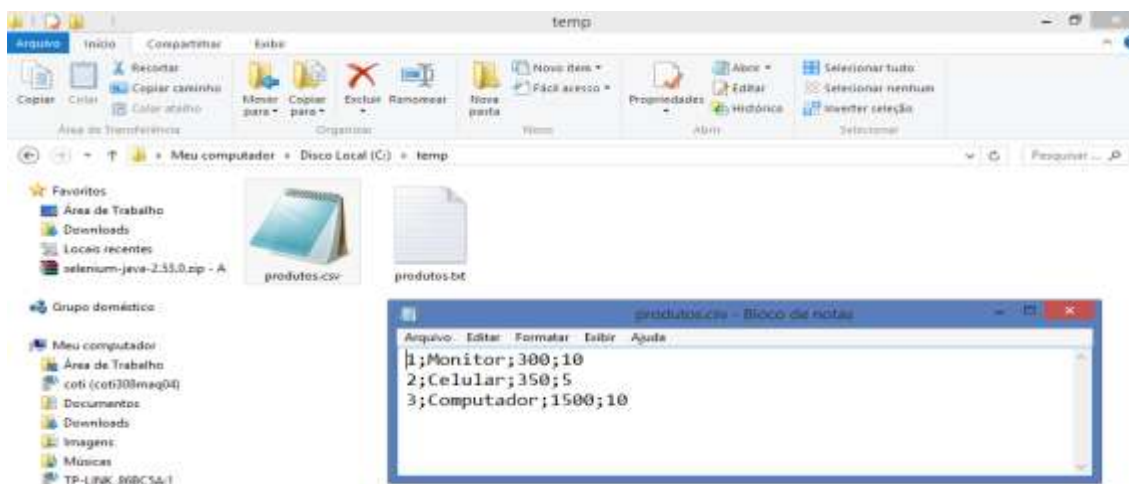 temp
Arquivo Início Compartilhar Exibir
Copiar
Colar
Recortar
Copiar caminho
Colar atalho
Área de Transferência
Mover para
Copiar para
Excluir
Renomear
Organizar
Nova pasta
Novo item
Fácil acesso
Novo
Propriedades
Abrir
Editar
Histórico
Abrir
Selecionar tudo
Selecionar nenhum
Inverter seleção
Selecionar
Meu computador Disco Local (C:) temp
Pesquisar ...
Favoritos
Área de Trabalho
Downloads
Locais recentes
selenium-java-2.53.0.zip - A
Grupo doméstico
Meu computador
Área de Trabalho
coti (coti308maq04)
Documentos
Downloads
Imagens
Músicas
produtos.csv
produtos.txt
produtos.csv - Bloco de notas
Arquivo Editar Formatar Exibir Ajuda
1;Monitor;300;10
2;Celular;350;5
3;Computador;1500;10